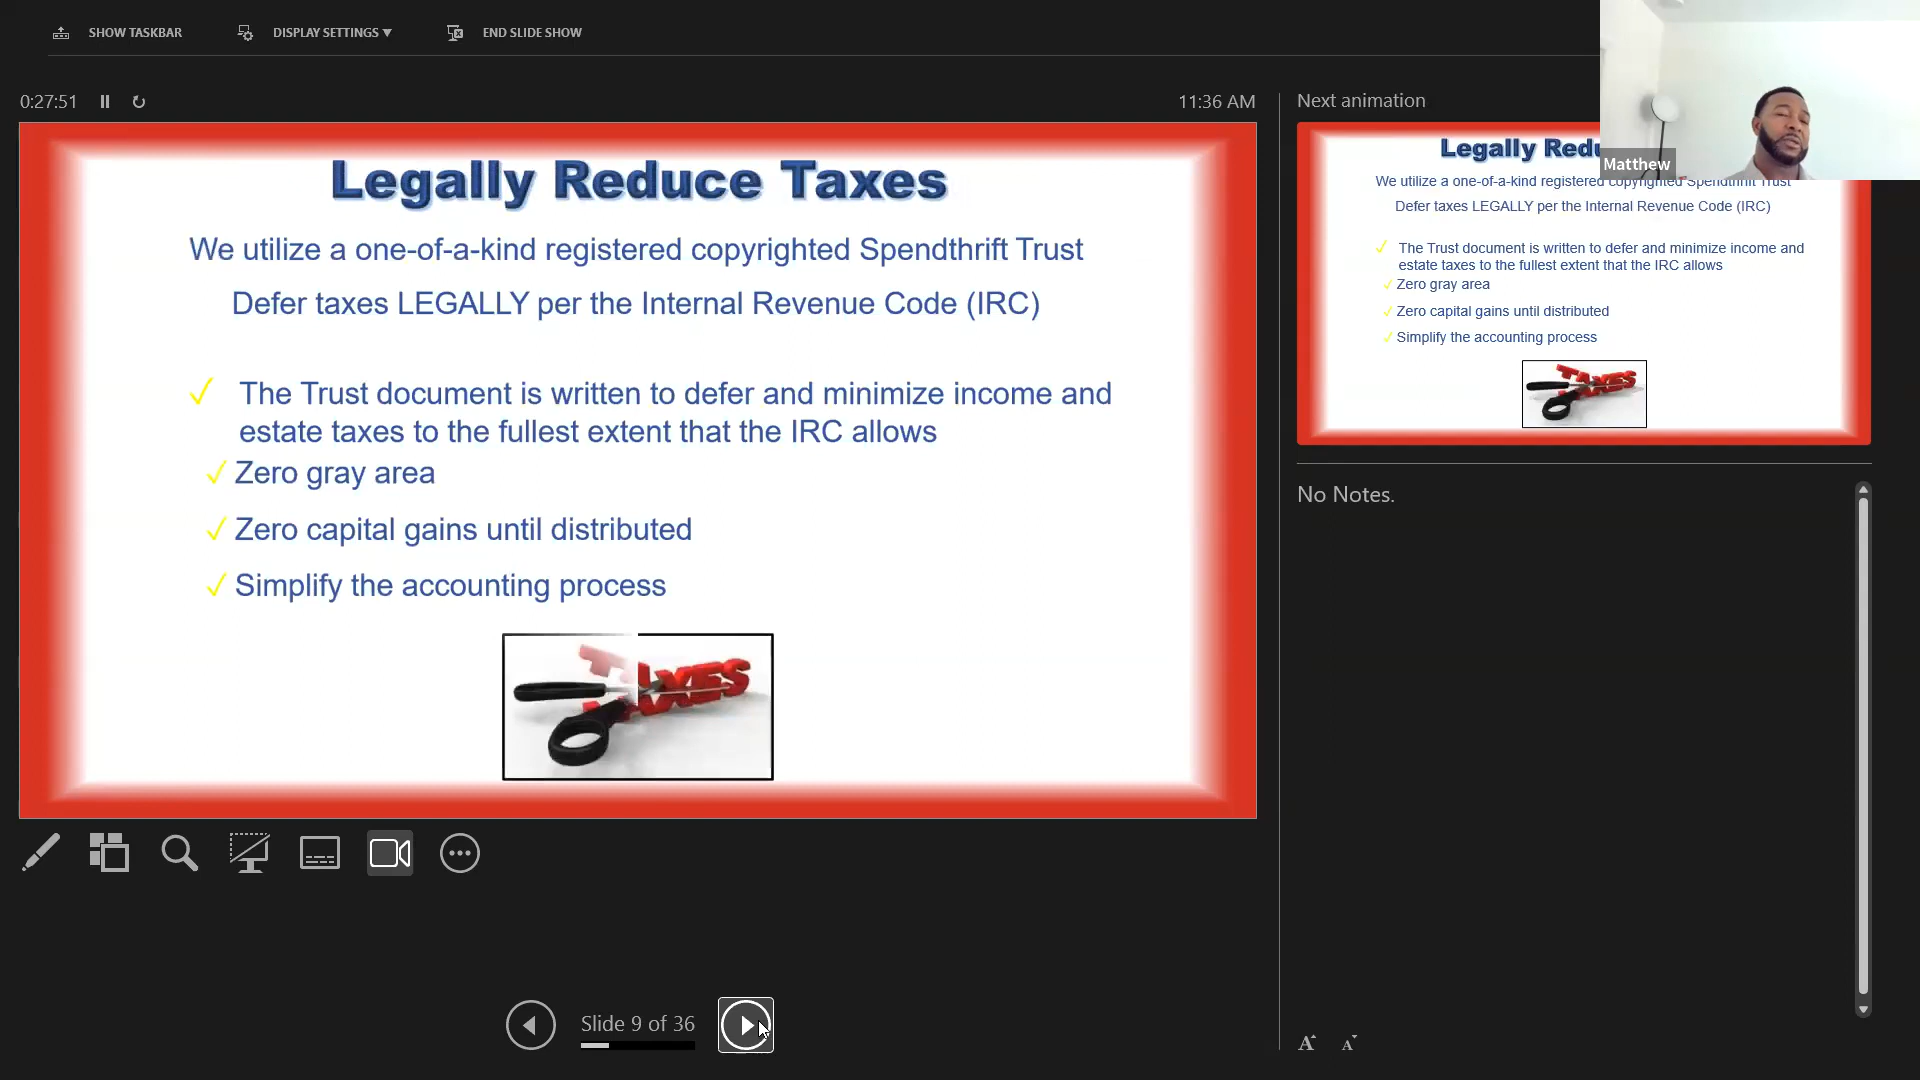 SHOW TASKBAR
DISPLAY SETTINGS ▼
END SLIDE SHOW
0:27:51
11:36 AM
Legally Reduce Taxes
We utilize a one-of-a-kind registered copyrighted Spendthrift Trust
Defer taxes LEGALLY per the Internal Revenue Code (IRC)
✓ The Trust document is written to defer and minimize income and
estate taxes to the fullest extent that the IRC allows
✓ Zero gray area
✓ Zero capital gains until distributed
✓ Simplify the accounting process
TAXES
Slide 9 of 36
Next animation
Matthew
Legally Redu
We utilize a one-of-a-kind registered copyrighted Spendthrift Trust
Defer taxes LEGALLY per the Internal Revenue Code (IRC)
✓ The Trust document is written to defer and minimize income and
estate taxes to the fullest extent that the IRC allows
✓ Zero gray area
✓ Zero capital gains until distributed
✓ Simplify the accounting process
TAXES
No Notes.
A A